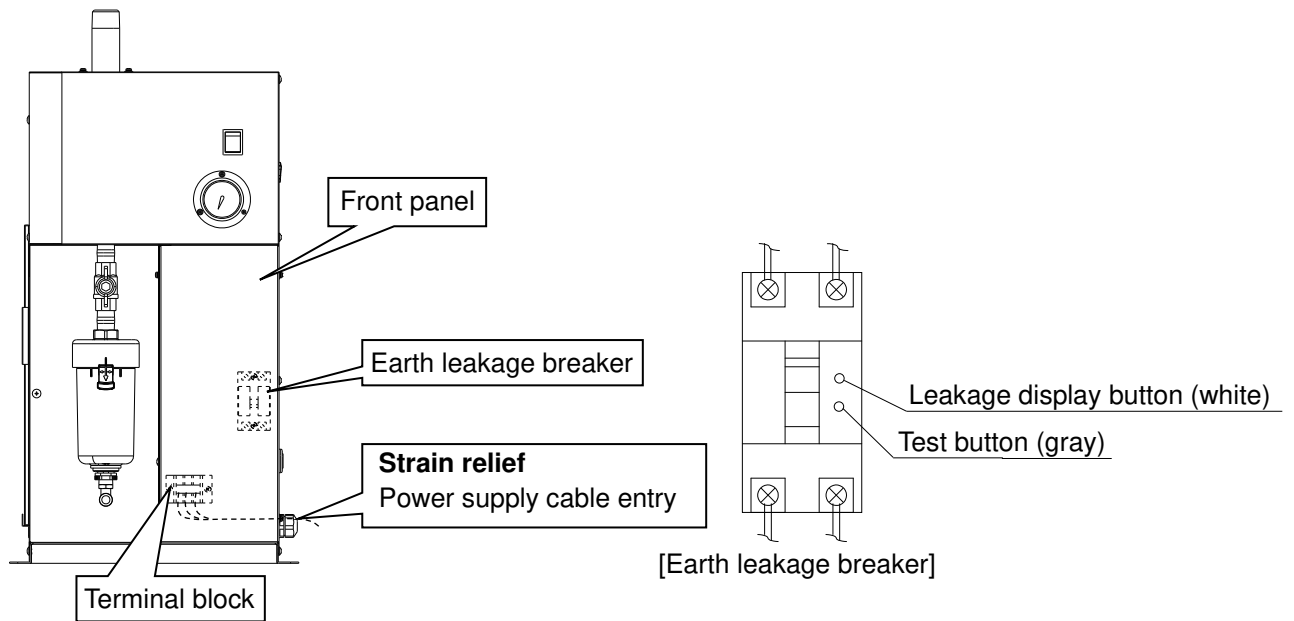 Front panel
Earth leakage breaker
Strain relief
Power supply cable entry
Terminal block
Leakage display button (white)
Test button (gray)
[Earth leakage breaker]